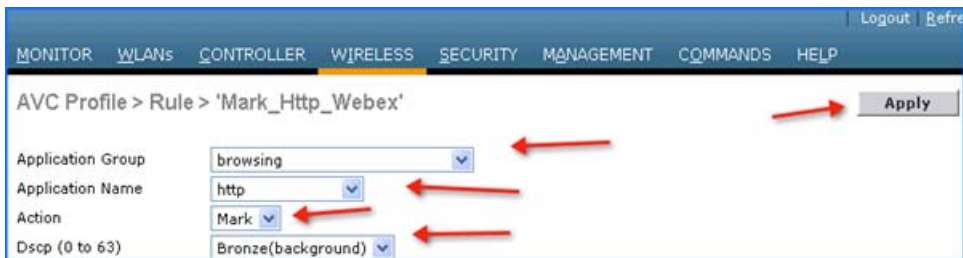 Logout Refre
MONITOR WLANs CONTROLLER WIRELESS SECURITY MANAGEMENT COMMANDS HELP
AVC Profile > Rule > 'Mark_Http_Webex' Apply
Application Group browsing
Application Name http
Action Mark
Dscp (0 to 63) Bronze(background)